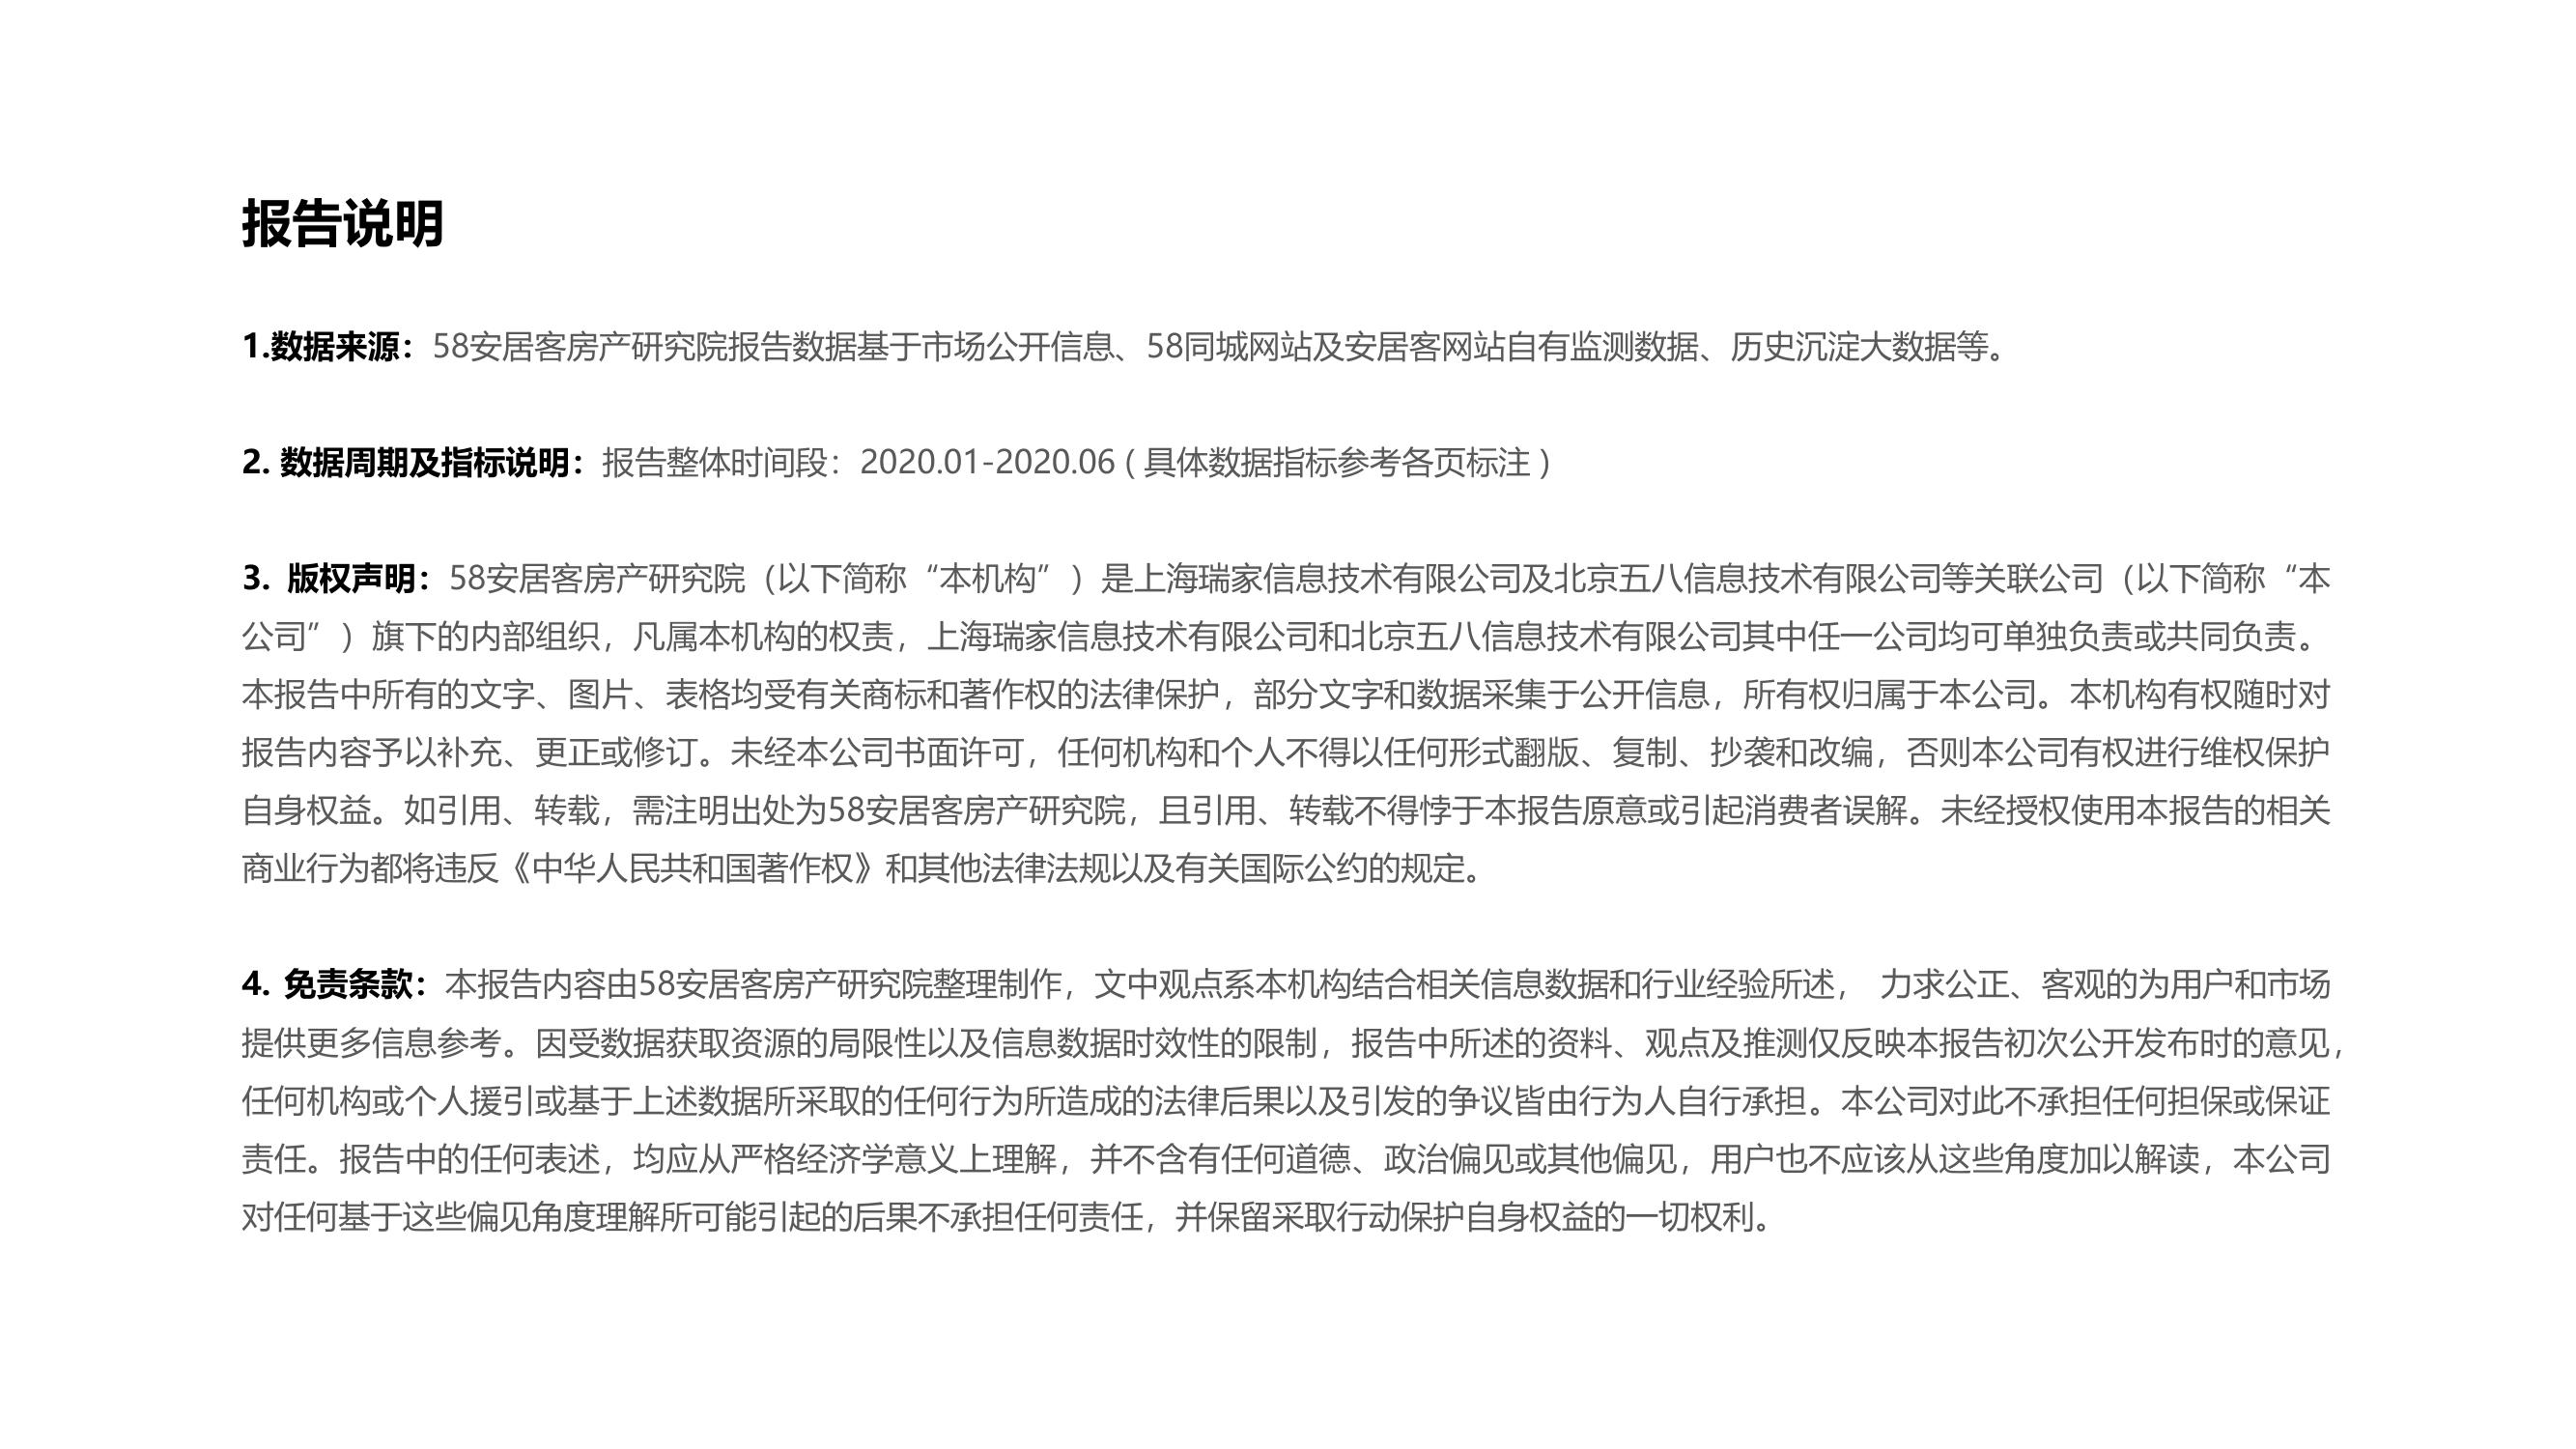 报告说明
1.数据来源：58安居客房产研究院报告数据基于市场公开信息、58同城网站及安居客网站自有监测数据、历史沉淀大数据等。
2. 数据周期及指标说明：报告整体时间段：2020.01-2020.06 ( 具体数据指标参考各页标注 )
3. 版权声明：58安居客房产研究院（以下简称“本机构”）是上海瑞家信息技术有限公司及北京五八信息技术有限公司等关联公司（以下简称“本
公司”）旗下的内部组织，凡属本机构的权责，上海瑞家信息技术有限公司和北京五八信息技术有限公司其中任一公司均可单独负责或共同负责。
本报告中所有的文字、图片、表格均受有关商标和著作权的法律保护，部分文字和数据采集于公开信息，所有权归属于本公司。本机构有权随时对
报告内容予以补充、更正或修订。未经本公司书面许可，任何机构和个人不得以任何形式翻版、复制、抄袭和改编，否则本公司有权进行维权保护
自身权益。如引用、转载，需注明出处为58安居客房产研究院，且引用、转载不得悖于本报告原意或引起消费者误解。未经授权使用本报告的相关
商业行为都将违反《中华人民共和国著作权》和其他法律法规以及有关国际公约的规定。
4. 免责条款：本报告内容由58安居客房产研究院整理制作，文中观点系本机构结合相关信息数据和行业经验所述， 力求公正、客观的为用户和市场
提供更多信息参考。因受数据获取资源的局限性以及信息数据时效性的限制，报告中所述的资料、观点及推测仅反映本报告初次公开发布时的意见，
任何机构或个人援引或基于上述数据所采取的任何行为所造成的法律后果以及引发的争议皆由行为人自行承担。本公司对此不承担任何担保或保证
责任。报告中的任何表述，均应从严格经济学意义上理解，并不含有任何道德、政治偏见或其他偏见，用户也不应该从这些角度加以解读，本公司
对任何基于这些偏见角度理解所可能引起的后果不承担任何责任，并保留采取行动保护自身权益的一切权利。